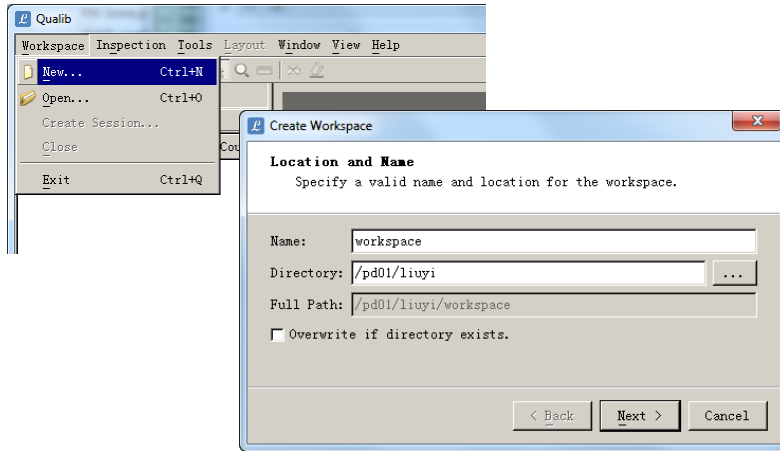 Qualib
Workspace Inspection Tools Layout Window View Help
New... Ctrl+N
Open... Ctrl+O
Create Session...
Close
Cou
Exit Ctrl+Q
Create Workspace
Location and Name
Specify a valid name and location for the workspace.
Name: workspace
Directory: /pd01/liuyi ...
Full Path: /pd01/liuyi/workspace
Overwrite if directory exists.
< Back Next > Cancel